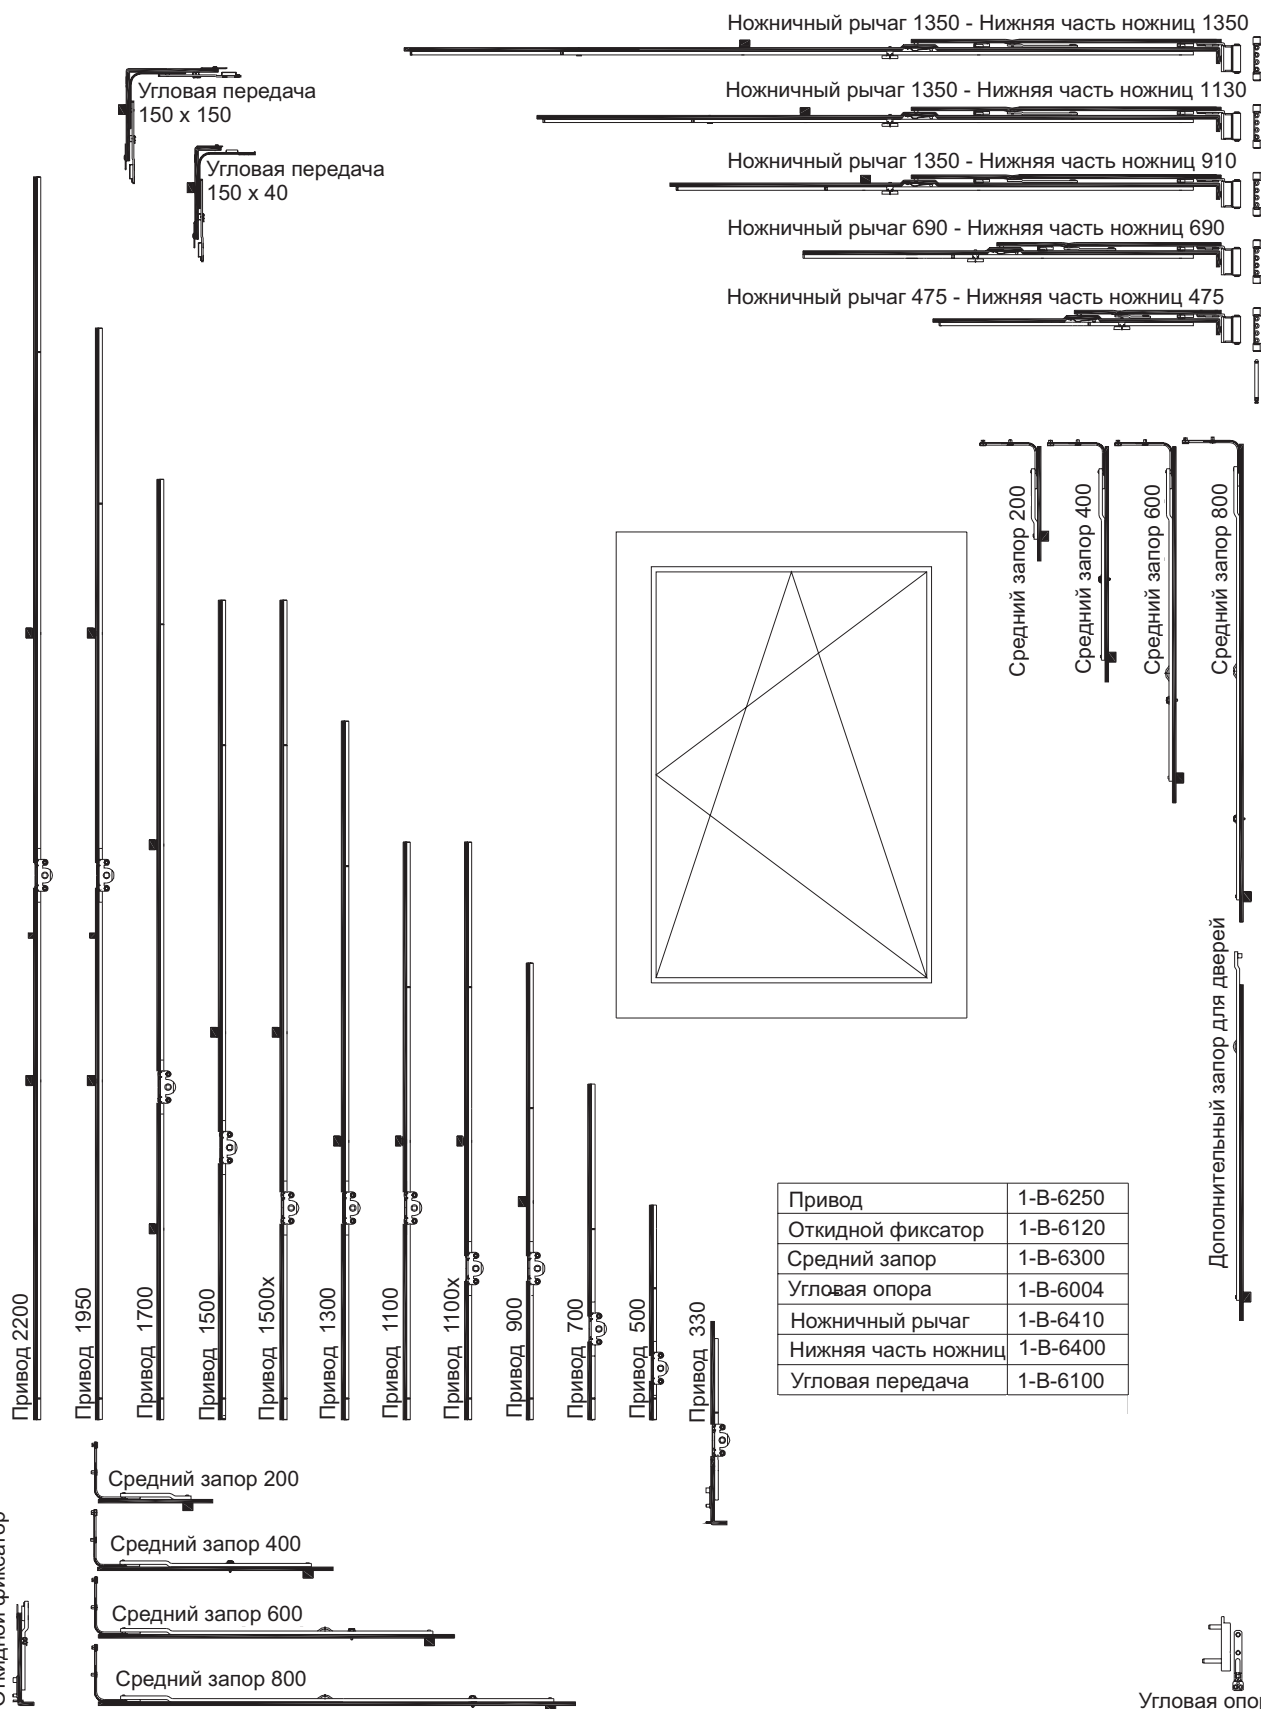 Ножничный рычаг 1350 - Нижняя часть ножниц 1350
Угловая передача
150 x 150
Ножничный рычаг 1350 - Нижняя часть ножниц 1130
Угловая передача
150 x 40
Ножничный рычаг 1350 - Нижняя часть ножниц 910
Ножничный рычаг 690 - Нижняя часть ножниц 690
Ножничный рычаг 475 - Нижняя часть ножниц 475
Средний запор 200
Средний запор 400
Средний запор 600
Средний запор 800
Дополнительный запор для дверей
Привод 1-В-6250
Откидной фиксатор 1-В-6120
Средний запор 1-В-6300
Угловая опора 1-В-6004
Ножничный рычаг 1-В-6410
Нижняя часть ножниц 1-В-6400
Угловая передача 1-В-6100
Привод 2200
Привод 1950
Привод 1700
Привод 1500
Привод 1500x
Привод 1300
Привод 1100
Привод 1100x
Привод 900
Привод 700
Привод 500
Привод 330
Средний запор 200
Средний запор 400
Средний запор 600
Средний запор 800
Откидной фиксатор
Угловая опор